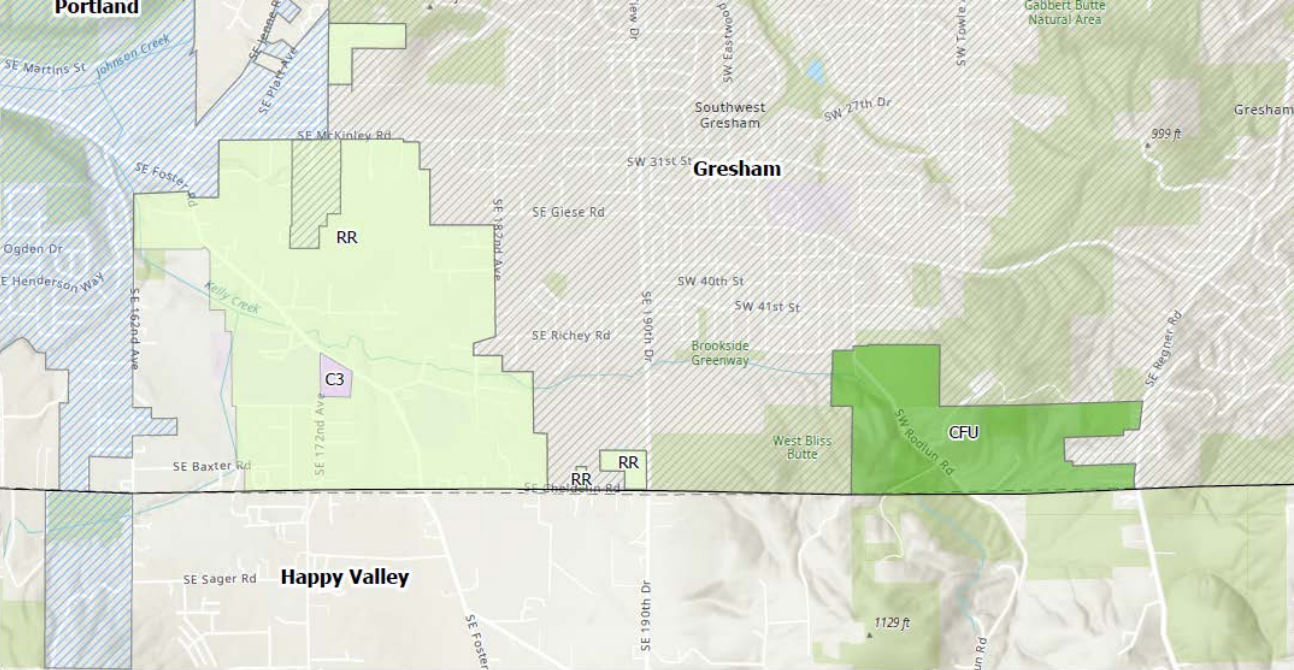 Portland
Gabbert Butte
Natural Area
SE Jenne R
iew Dr
SW Eastwood
SW Towle
Johnson Creek
SE Martins St
SE Platt Ave
Southwest
Gresham
SW 27th Dr
Gresham
999 ft
SE McKinley Rd
SE Foster Rd
SW 31st St
Gresham
SE 182nd Ave
SE Giese Rd
RR
Ogden Dr
E Henderson Way
Kelly Creek
SE 162nd Ave
SW 40th St
SW 41st St
SE 190th Dr
SE Richey Rd
Brookside
Greenway
SE Regner Rd
C3
SE 172nd Ave
SW Rodlun Rd
CFU
West Bliss
Butte
SE Baxter Rd
RR
RR
SE Cheldelin Rd
SE Sager Rd
Happy Valley
SE Foster
SE 190th Dr
1129 ft
un Rd